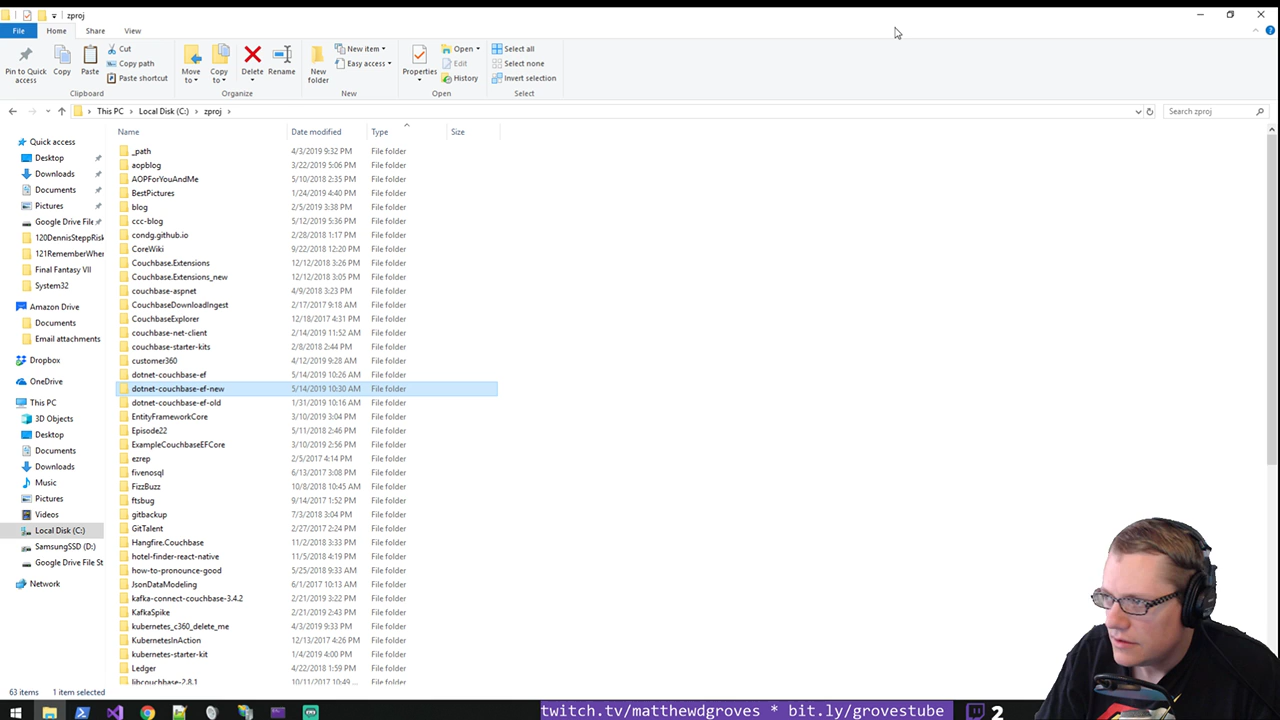 zproj
File Home Share View
Pin to Quick access
Copy
Paste
Cut
Copy path
Paste shortcut
Clipboard
Move to
Copy to
Delete
Rename
Organize
New folder
New item
Easy access
New
Properties
Open
Edit
History
Open
Select all
Select none
Invert selection
Select
This PC > Local Disk (C:) > zproj >
Search zproj
Name Date modified Type Size
Quick access
Desktop
Downloads
Documents
Pictures
Google Drive File
120DennisSteppRisk
121RememberWher
Final Fantasy VII
System32
Amazon Drive
Documents
Email attachments
Dropbox
OneDrive
This PC
3D Objects
Desktop
Documents
Downloads
Music
Pictures
Videos
Local Disk (C:)
SamsungSSD (D:)
Google Drive File St
Network
_path 4/3/2019 9:32 PM File folder
aopblog 3/22/2019 5:06 PM File folder
AOPForYouAndMe 5/10/2018 2:35 PM File folder
BestPictures 1/24/2019 4:40 PM File folder
blog 2/5/2019 3:38 PM File folder
ccc-blog 5/12/2019 5:36 PM File folder
condg.github.io 2/28/2018 1:17 PM File folder
CoreWiki 9/22/2018 12:20 PM File folder
Couchbase.Extensions 12/12/2018 3:26 PM File folder
Couchbase.Extensions_new 12/12/2018 3:05 PM File folder
couchbase-aspnet 4/9/2018 3:23 PM File folder
CouchbaseDownloadIngest 2/17/2017 9:18 AM File folder
CouchbaseExplorer 12/18/2017 4:31 PM File folder
couchbase-net-client 2/14/2019 11:52 AM File folder
couchbase-starter-kits 2/8/2018 2:44 PM File folder
customer360 4/12/2019 9:28 AM File folder
dotnet-couchbase-ef 5/14/2019 10:26 AM File folder
dotnet-couchbase-ef-new 5/14/2019 10:30 AM File folder
dotnet-couchbase-ef-old 1/31/2019 10:16 AM File folder
EntityFrameworkCore 3/10/2019 3:04 PM File folder
Episode22 5/11/2018 2:46 PM File folder
ExampleCouchbaseEFCore 3/10/2019 2:56 PM File folder
ezrep 2/5/2017 4:14 PM File folder
fivenosql 6/13/2017 3:08 PM File folder
FizzBuzz 10/8/2018 10:45 AM File folder
ftsbug 9/14/2017 1:52 PM File folder
gitbackup 7/3/2018 3:04 PM File folder
GitTalent 2/27/2017 2:24 PM File folder
Hangfire.Couchbase 11/2/2018 3:33 PM File folder
hotel-finder-react-native 11/5/2018 4:19 PM File folder
how-to-pronounce-good 5/25/2018 9:33 AM File folder
JsonDataModeling 6/1/2017 10:13 AM File folder
kafka-connect-couchbase-3.4.2 2/21/2019 3:22 PM File folder
KafkaSpike 2/21/2019 2:43 PM File folder
kubernetes_c360_delete_me 4/3/2019 9:33 PM File folder
KubernetesInAction 12/13/2017 4:26 PM File folder
kubernetes-starter-kit 1/4/2019 4:00 PM File folder
Ledger 4/22/2018 1:59 PM File folder
libcouchbase-2.8.1 10/11/2017 10:49 ... File folder
63 items 1 item selected
twitch.tv/matthewdgroves * bit.ly/grovestube 2